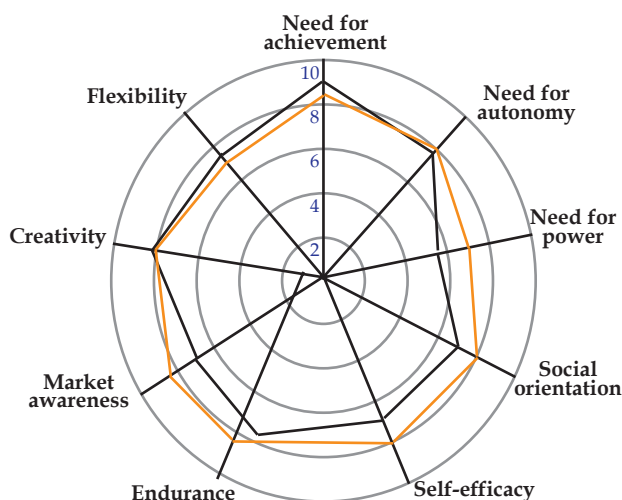 Need for
achievement
10
8
6
4
2
Need for
autonomy
Need for
power
Social
orientation
Self-efficacy
Endurance
Market
awareness
Creativity
Flexibility